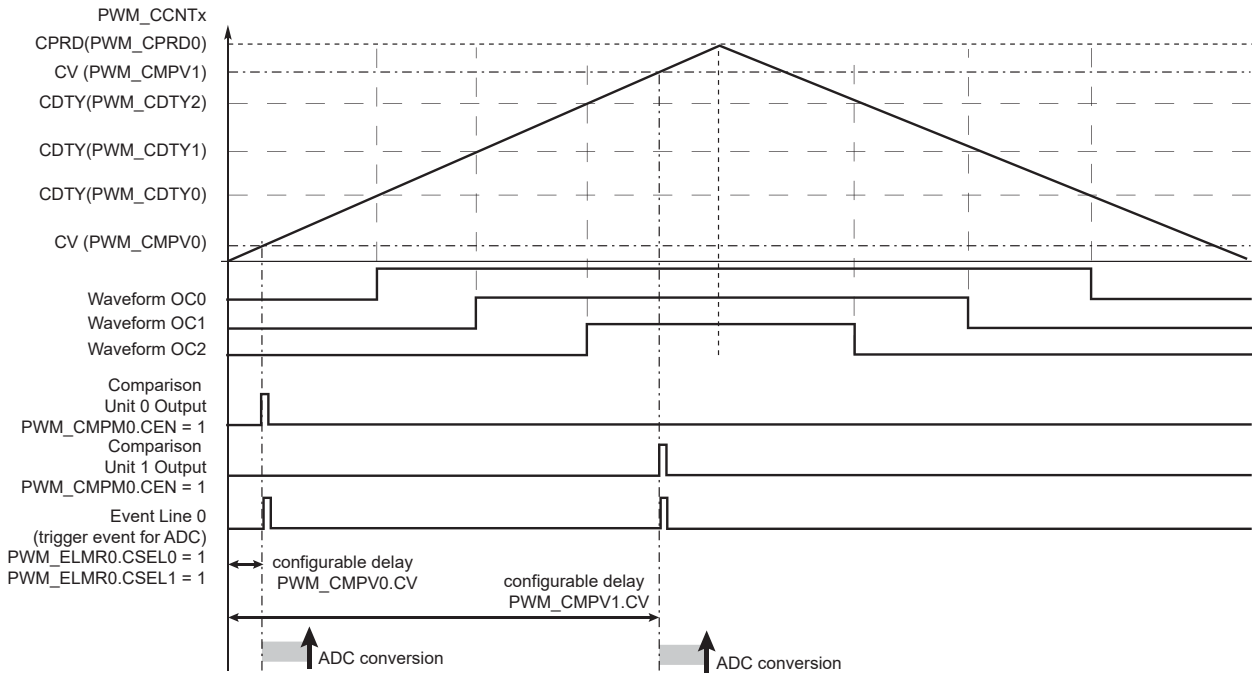 PWM_CCNTx
CPRD(PWM_CPRD0)
CV (PWM_CMPV1)
CDTY(PWM_CDTY2)
CDTY(PWM_CDTY1)
CDTY(PWM_CDTY0)
CV (PWM_CMPV0)
Waveform OC0
Waveform OC1
Waveform OC2
Comparison
Unit 0 Output
PWM_CMPM0.CEN = 1
Comparison
Unit 1 Output
PWM_CMPM0.CEN = 1
Event Line 0
(trigger event for ADC)
PWM_ELMR0.CSEL0 = 1
PWM_ELMR0.CSEL1 = 1
configurable delay
PWM_CMPV0.CV
configurable delay
PWM_CMPV1.CV
ADC conversion
ADC conversion